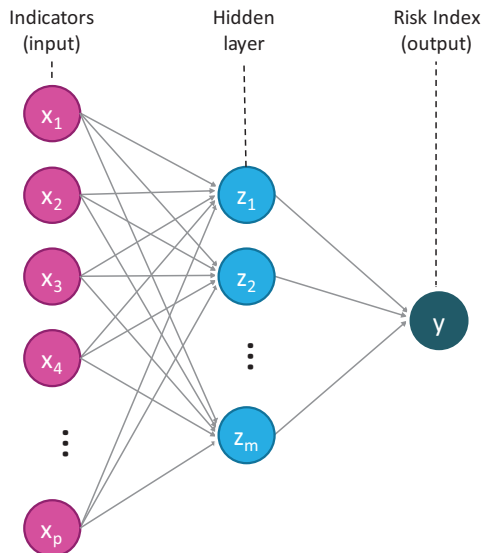 Indicators
(input)
Hidden
layer
Risk Index
(output)
x1
x2
x3
x4
xp
z1
z2
zm
y